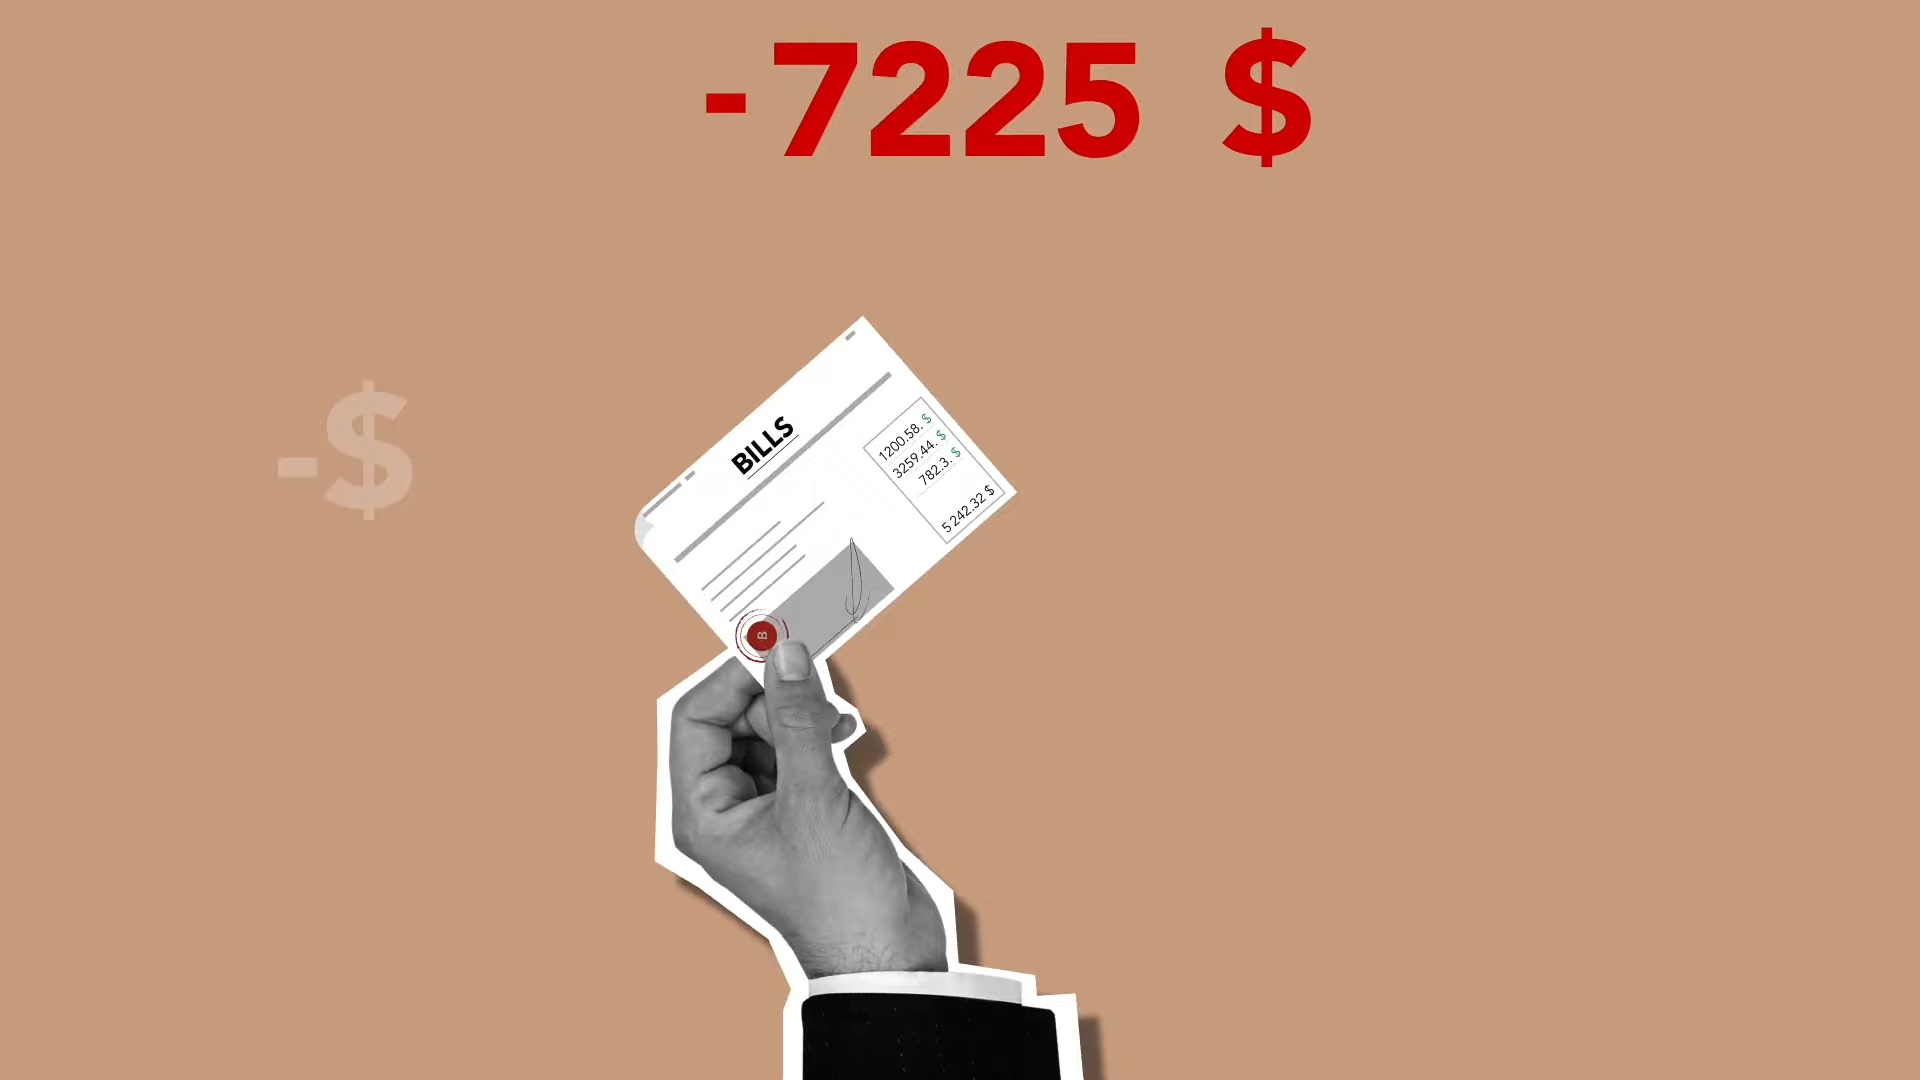 -7225 $
-$
BILLS
1200.58. $
3259.44. $
782.3. $
5 242.32 $
B